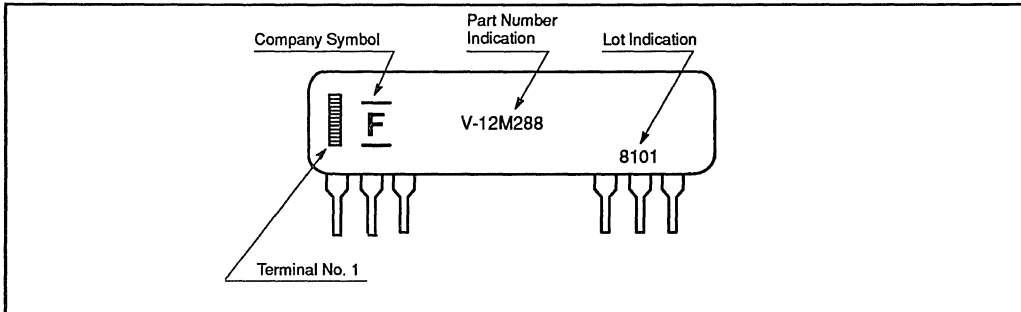 Part Number
Indication
Company Symbol
Lot Indication
F
V-12M288
8101
Terminal No. 1